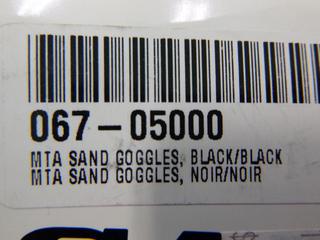 067-05000
MTA SAND GOGGLES, BLACK/BLACK
MTA SAND GOGGLES, NOIR/NOIR